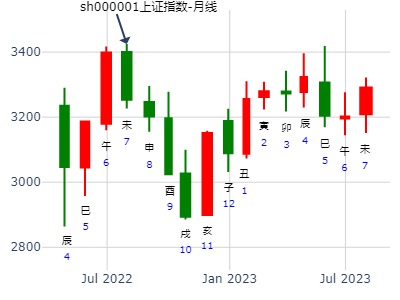 sh000001上证指数-月线
3400
3200
3000
2800
辰
4
巳
5
午
6
未
7
申
8
酉
9
戌
10
亥
11
子
12
丑
1
寅
2
卯
3
辰
4
巳
5
午
6
未
7
Jul 2022
Jan 2023
Jul 2023